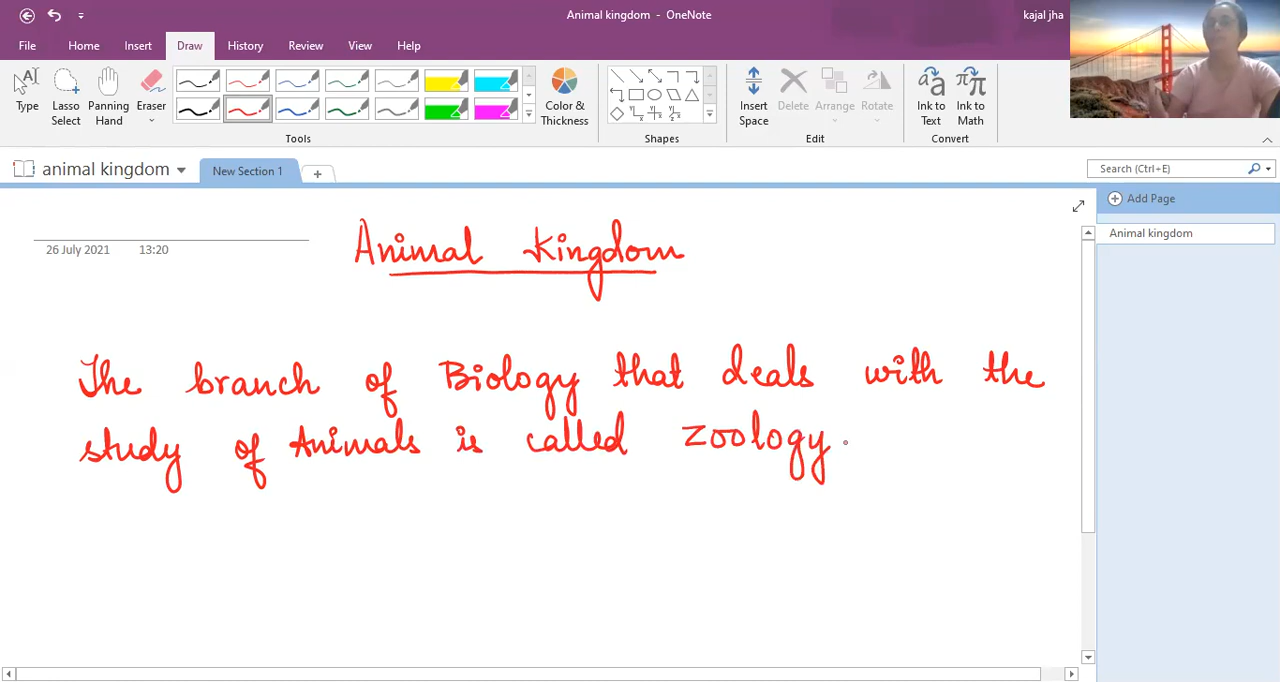 Animal kingdom - OneNote
kajal jha
File Home Insert Draw History Review View Help
Type
Lasso Select
Panning Hand
Eraser
Color & Thickness
Insert Space
Delete
Arrange
Rotate
Ink to Text
Ink to Math
Tools
Shapes
Edit
Convert
animal kingdom
New Section 1
Search (Ctrl+E)
Add Page
Animal kingdom
26 July 2021 13:20
Animal Kingdom
The branch of Biology that deals with the
study of Animals is called zoology.